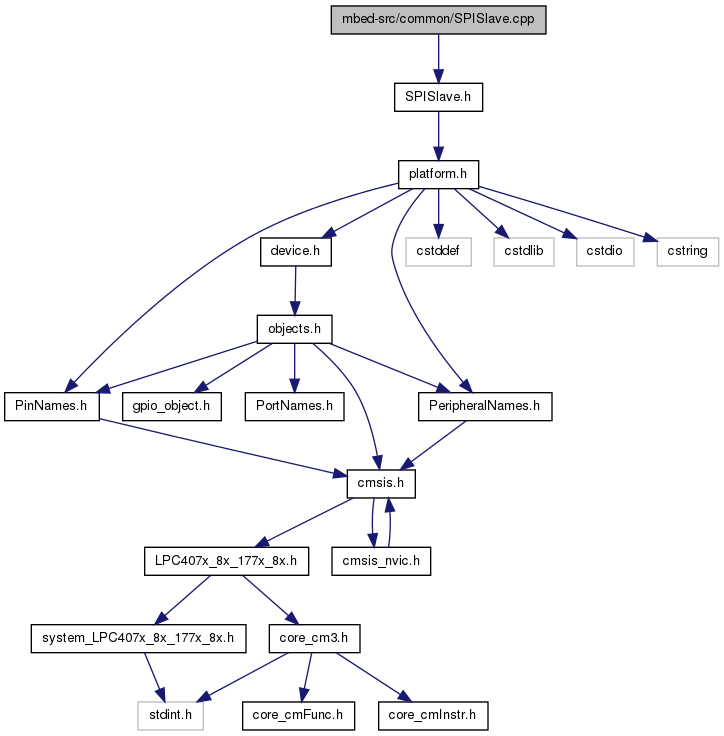 mbed-src/common/SPISlave.cpp
SPISlave.h
platform.h
device.h
cstddef
cstdlib
cstdio
cstring
objects.h
PinNames.h
gpio_object.h
PortNames.h
PeripheralNames.h
cmsis.h
LPC407x_8x_177x_8x.h
cmsis_nvic.h
system_LPC407x_8x_177x_8x.h
core_cm3.h
stdint.h
core_cmFunc.h
core_cmInstr.h